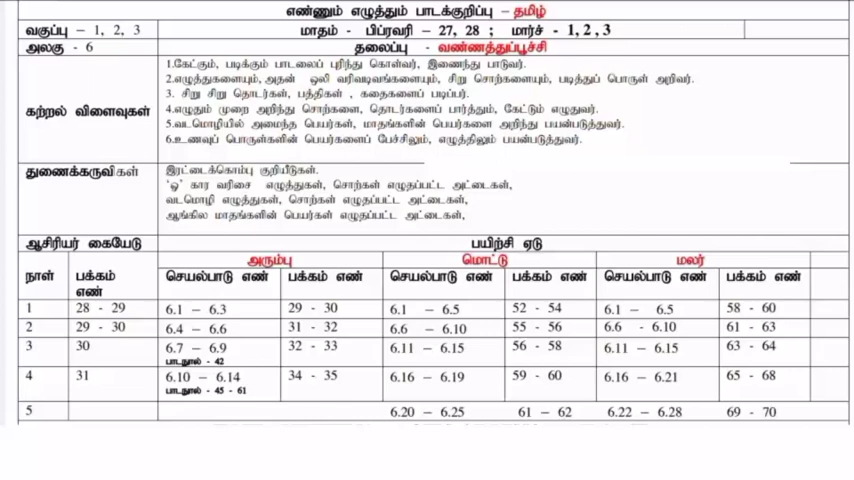 எண்ணும் எழுத்தும் பாடக்குறிப்பு – தமிழ்
வகுப்பு – 1, 2, 3 மாதம் - பிப்ரவரி – 27, 28 ; மார்ச் - 1, 2 , 3
அலகு - 6 தலைப்பு - வண்ணத்துப்பூச்சி
கற்றல் விளைவுகள்
1.கேட்கும், படிக்கும் பாடலைப் புரிந்து கொள்வர், இணைந்து பாடுவர்.
2.எழுத்துகளையும்,அதன் ஒலி வரிவடிவங்களையும், சிறு சொற்களையும், படித்துப் பொருள் அறிவர்.
3. சிறு சிறு தொடர்கள், பத்திகள் , கதைகளைப் படிப்பர்.
4.எழுதும் முறை அறிந்து சொற்களை, தொடர்களைப் பார்த்தும், கேட்டும் எழுதுவர்.
5.வடமொழியில் அமைந்த பெயர்கள், மாதங்களின் பெயர்களை அறிந்து பயன்படுத்துவர்.
6.உணவுப் பொருள்களின் பெயர்களைப் பேச்சிலும், எழுத்திலும் பயன்படுத்துவர்.
துணைக்கருவிகள்
இரட்டைக்கொம்பு குறியீடுகள்.
'ஓ' கார வரிசை எழுத்துகள், சொற்கள் எழுதப்பட்ட அட்டைகள்,
வடமொழி எழுத்துகள், சொற்கள் எழுதப்பட்ட அட்டைகள்,
ஆங்கில மாதங்களின் பெயர்கள் எழுதப்பட்ட அட்டைகள்,
ஆசிரியர் கையேடு பயிற்சி ஏடு
அரும்பு மொட்டு மலர்
நாள் பக்கம் எண் செயல்பாடு எண் பக்கம் எண் செயல்பாடு எண் பக்கம் எண் செயல்பாடு எண் பக்கம் எண்
1 28 - 29 6.1 – 6.3 29 - 30 6.1 – 6.5 52 - 54 6.1 – 6.5 58 - 60
2 29 - 30 6.4 – 6.6 31 - 32 6.6 – 6.10 55 - 56 6.6 - 6.10 61 - 63
3 30 6.7 – 6.9 32 - 33 6.11 – 6.15 56 - 58 6.11 – 6.15 63 - 64
பாடநூல் - 42
4 31 6.10 – 6.14 34 - 35 6.16 – 6.19 59 - 60 6.16 – 6.21 65 - 68
பாடநூல் - 45 - 61
5 6.20 – 6.25 61 – 62 6.22 – 6.28 69 - 70